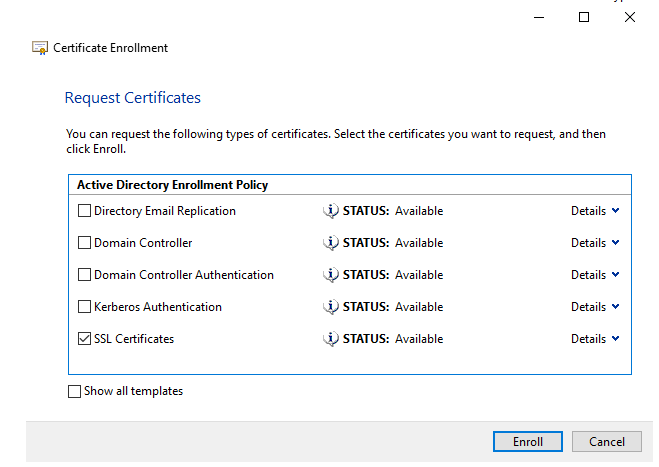 Certificate Enrollment
Request Certificates
You can request the following types of certificates. Select the certificates you want to request, and then
click Enroll.
Active Directory Enrollment Policy
Directory Email Replication STATUS: Available Details
Domain Controller STATUS: Available Details
Domain Controller Authentication STATUS: Available Details
Kerberos Authentication STATUS: Available Details
SSL Certificates STATUS: Available Details
Show all templates
Enroll Cancel